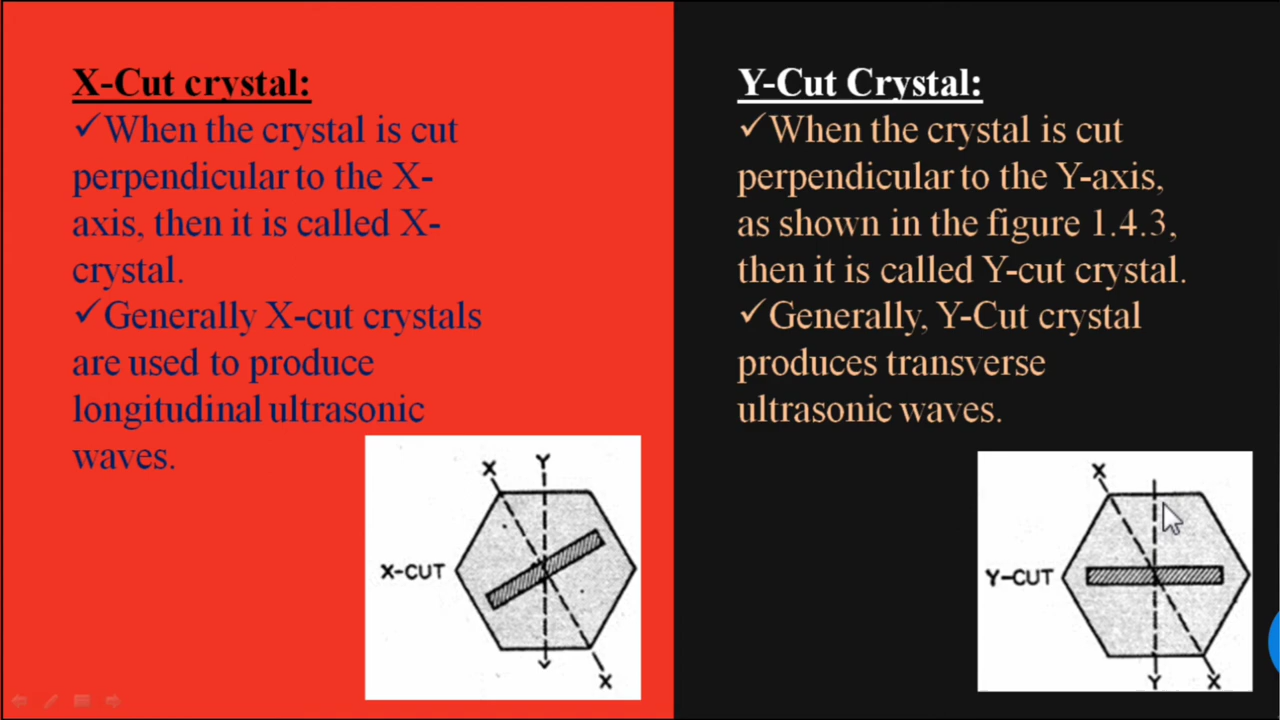 X-Cut crystal:
✓When the crystal is cut
perpendicular to the X-
axis, then it is called X-
crystal.
✓Generally X-cut crystals
are used to produce
longitudinal ultrasonic
waves.
X Y
X-CUT
X
Y-Cut Crystal:
✓When the crystal is cut
perpendicular to the Y-axis,
as shown in the figure 1.4.3,
then it is called Y-cut crystal.
✓Generally, Y-Cut crystal
produces transverse
ultrasonic waves.
X
Y-CUT
Y X